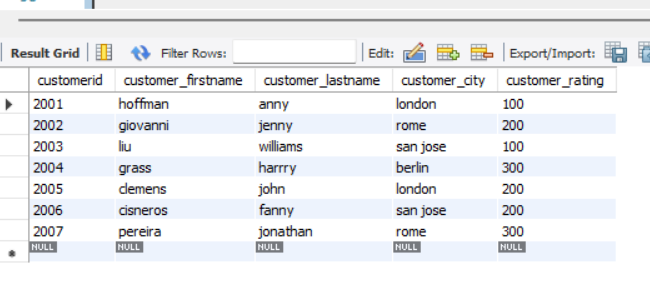 Result Grid Filter Rows: Edit: Export/Import:
customerid customer_firstname customer_lastname customer_city customer_rating
2001 hoffman anny london 100
2002 giovanni jenny rome 200
2003 liu williams san jose 100
2004 grass harrry berlin 300
2005 clemens john london 200
2006 cisneros fanny san jose 200
2007 pereira jonathan rome 300
NULL NULL NULL NULL NULL